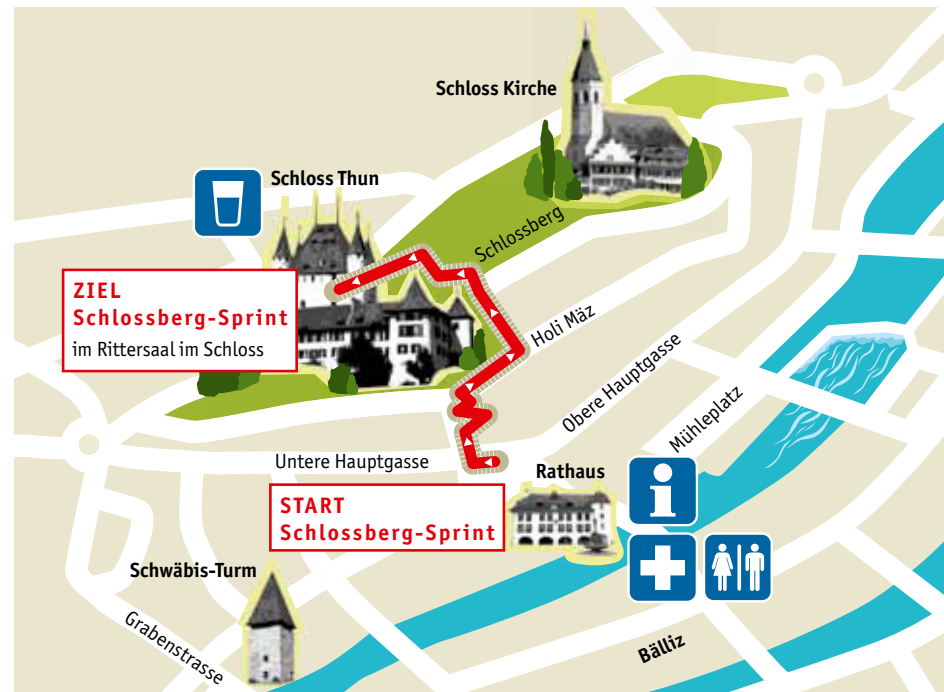 Schloss Kirche
Schloss Thun
Schlossberg
ZIEL
Schlossberg-Sprint
im Rittersaal im Schloss
Holi Mäz
Obere Hauptgasse
Mühleplatz
Untere Hauptgasse
Rathaus
START
Schlossberg-Sprint
Schwäbis-Turm
Grabenstrasse
Bälliz